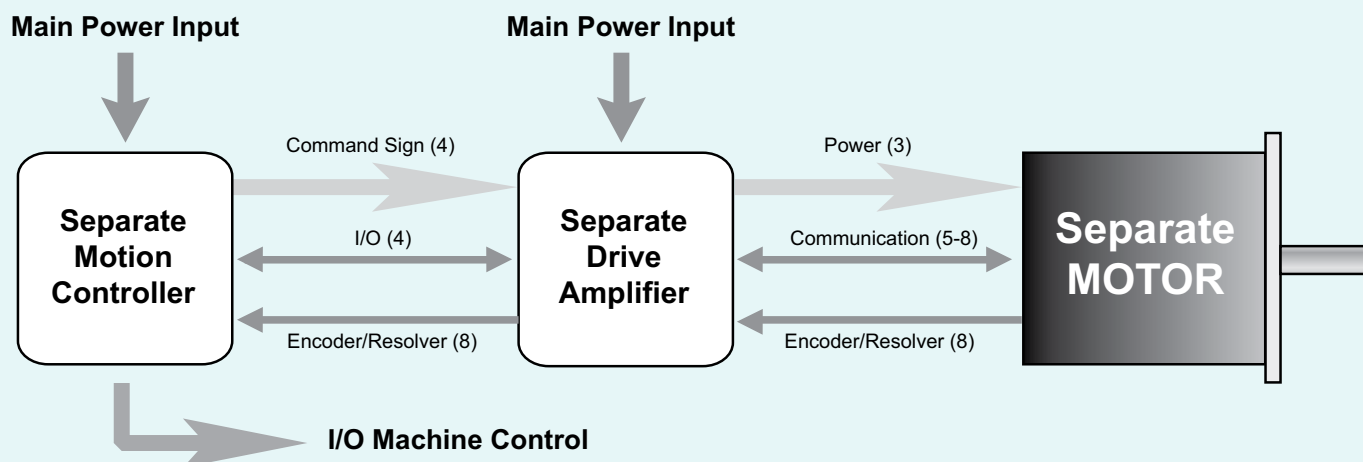 Main Power Input
Main Power Input
Command Sign (4)
Power (3)
Separate
Motion
Controller
I/O (4)
Separate
Drive
Amplifier
Communication (5-8)
Separate
MOTOR
Encoder/Resolver (8)
Encoder/Resolver (8)
I/O Machine Control